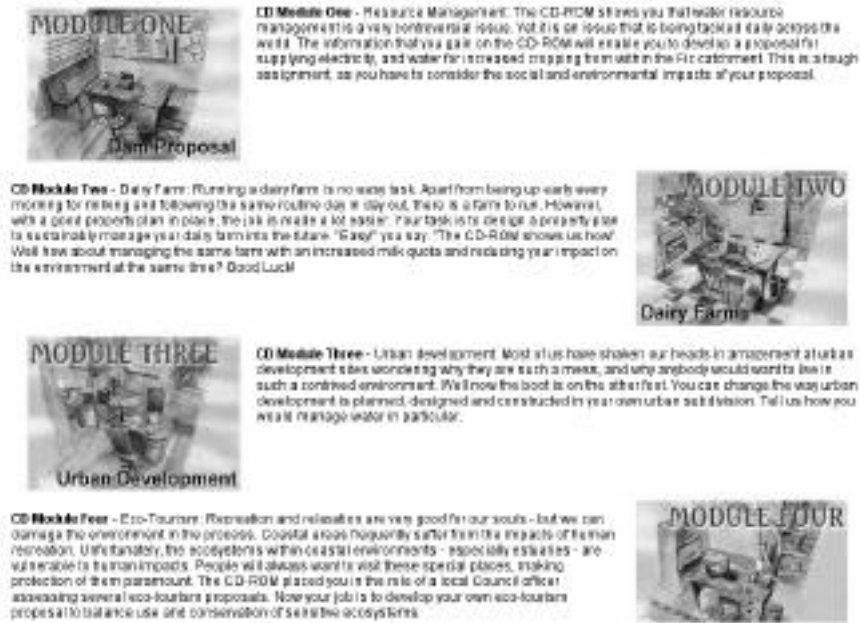 MODULE ONE
Dam Proposal
CD Module One - Resource Management: The CD-ROM shows you that water resource
management is a very controversial issue. Yet it is an issue that is being tackled daily across the
world. The information that you gain on the CD-ROM will enable you to develop a proposal for
supplying electricity, and water for increased cropping from within the Fic catchment. This is a tough
assignment, as you have to consider the social and environmental impacts of your proposal.
CD Module Two - Dairy Farm: Running a dairy farm is no easy task. Apart from being up early every
morning for milking and following the same routine day in day out, there is a farm to run. However,
with a good property plan in place, the job is made a lot easier. Your task is to design a property plan
to sustainably manage your dairy farm into the future. "Easy!" you say. "The CD-ROM shows us how".
Well how about managing the same farm with an increased milk quota and reducing your impact on
the environment at the same time? Good Luck!
MODULE TWO
Dairy Farm
MODULE THREE
Urban Development
CD Module Three - Urban development. Most of us have shaken our heads in amazement at urban
development sites wondering why they are such a mess, and why anybody would want to live in
such a contrived environment. Well now the boot is on the other foot. You can change the way urban
development is planned, designed and constructed in your own urban subdivision. Tell us how you
would manage water in particular.
CD Module Four - Eco-Tourism: Recreation and relaxation are very good for our souls - but we can
damage the environment in the process. Coastal areas frequently suffer from the impacts of human
recreation. Unfortunately, the ecosystems within coastal environments - especially estuaries - are
vulnerable to human impacts. People will always want to visit these special places, making
protection of them paramount. The CD-ROM placed you in the role of a local Council officer
assessing several eco-tourism proposals. Now your job is to develop your own eco-tourism
proposal to balance use and conservation of sensitive ecosystems.
MODULE FOUR